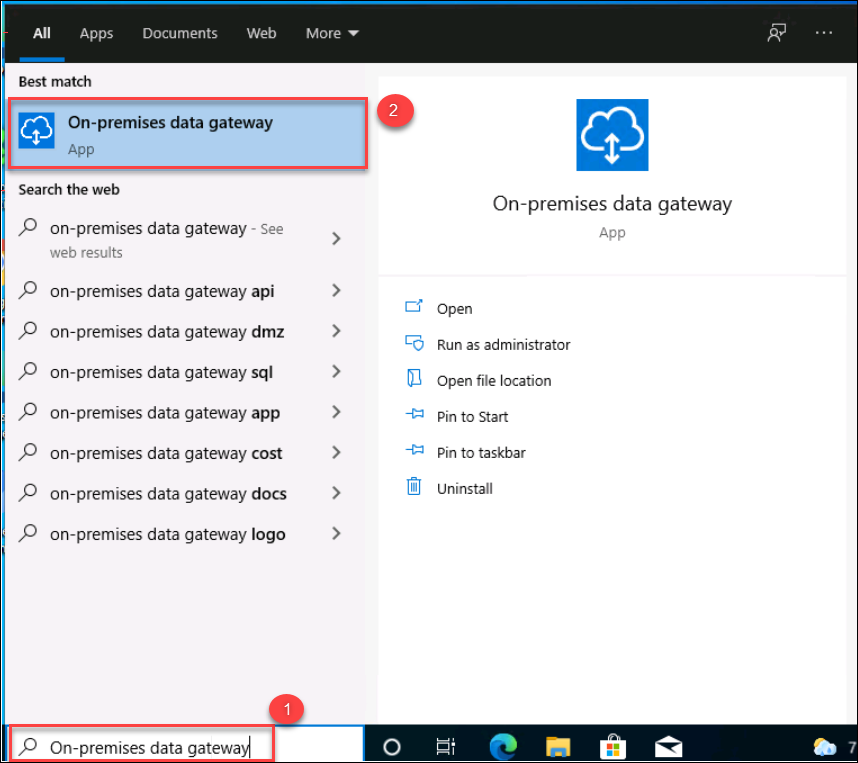 All Apps Documents Web More
Best match
On-premises data gateway
App
2
Search the web
on-premises data gateway - See
web results
on-premises data gateway api
on-premises data gateway dmz
on-premises data gateway sql
on-premises data gateway app
on-premises data gateway cost
on-premises data gateway docs
on-premises data gateway logo
On-premises data gateway
App
Open
Run as administrator
Open file location
Pin to Start
Pin to taskbar
Uninstall
1
On-premises data gateway
7